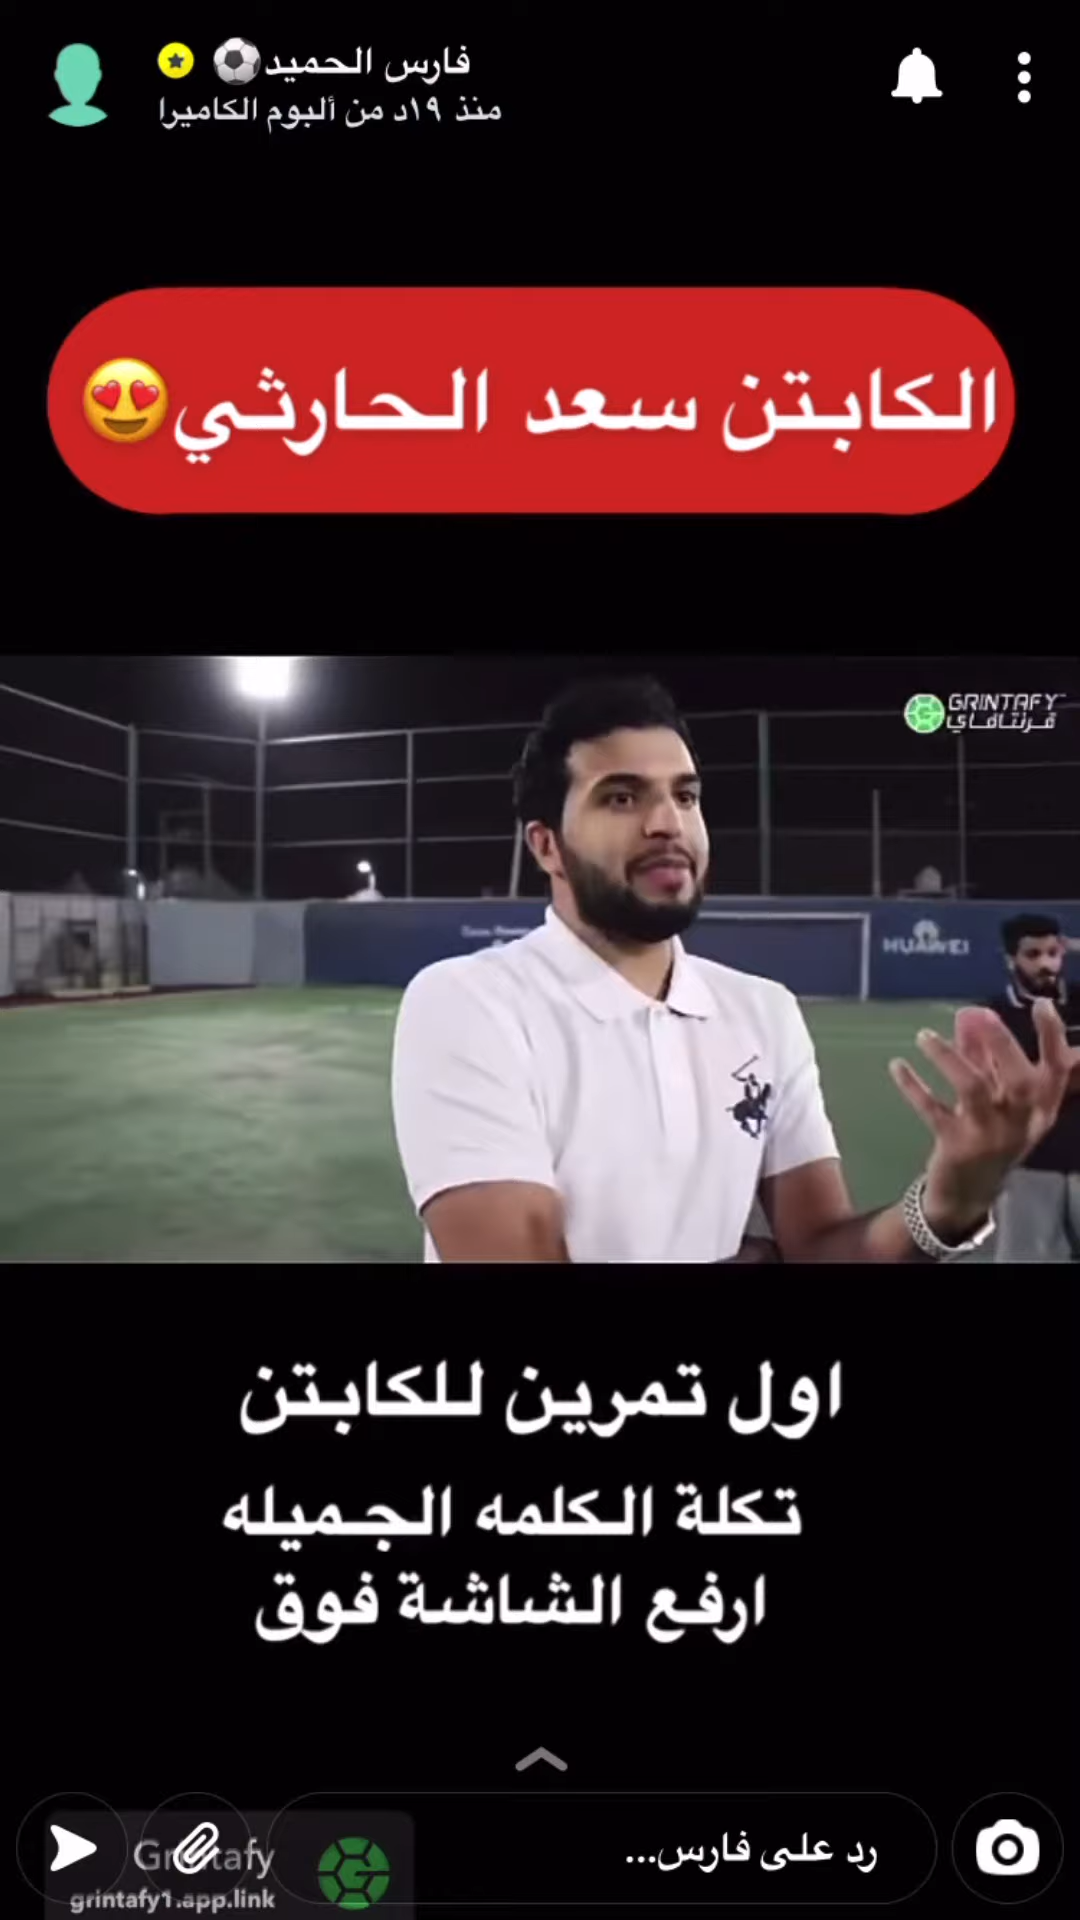 فارس الحميد⚽
منذ ١٩د من ألبوم الكاميرا
الكابتن سعد الحارثي😍
GRINTAFY
قرنتافاي
HUAWEI
اول تمرين للكابتن
تكلة الكلمه الجميله
ارفع الشاشة فوق
رد على فارس...
Grintafy
grintafy1.app.link